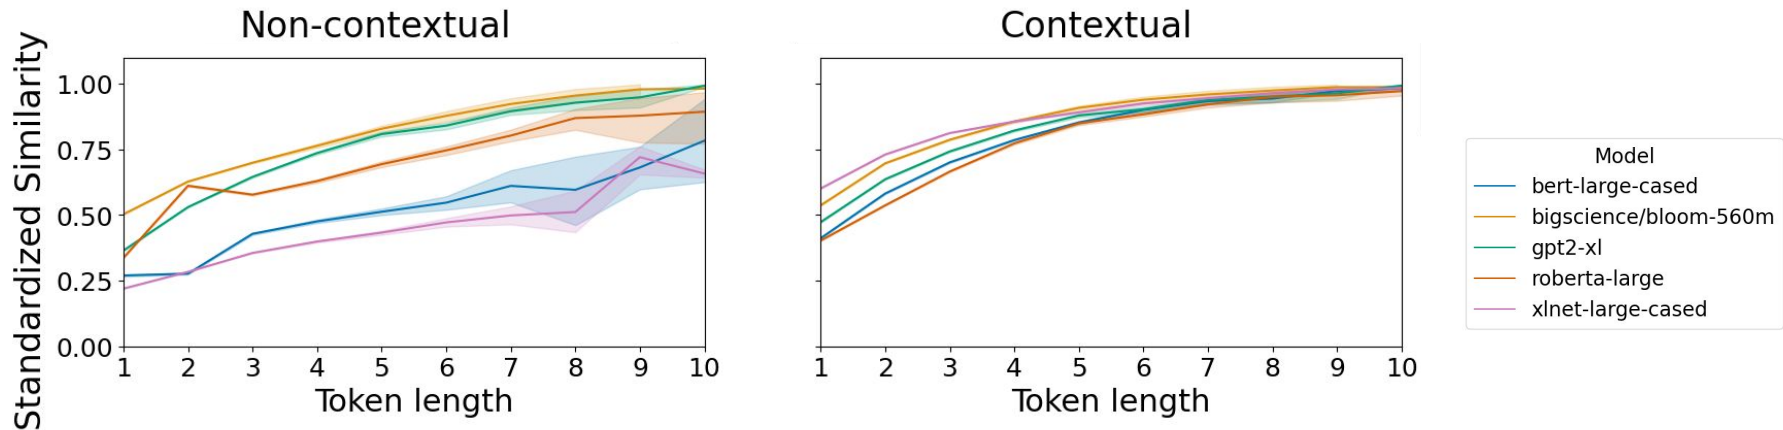 Non-contextual
Contextual
Standardized Similarity
1.00
0.75
0.50
0.25
0.00
1 2 3 4 5 6 7 8 9 10
Token length
1 2 3 4 5 6 7 8 9 10
Token length
Model
bert-large-cased
bigscience/bloom-560m
gpt2-xl
roberta-large
xlnet-large-cased